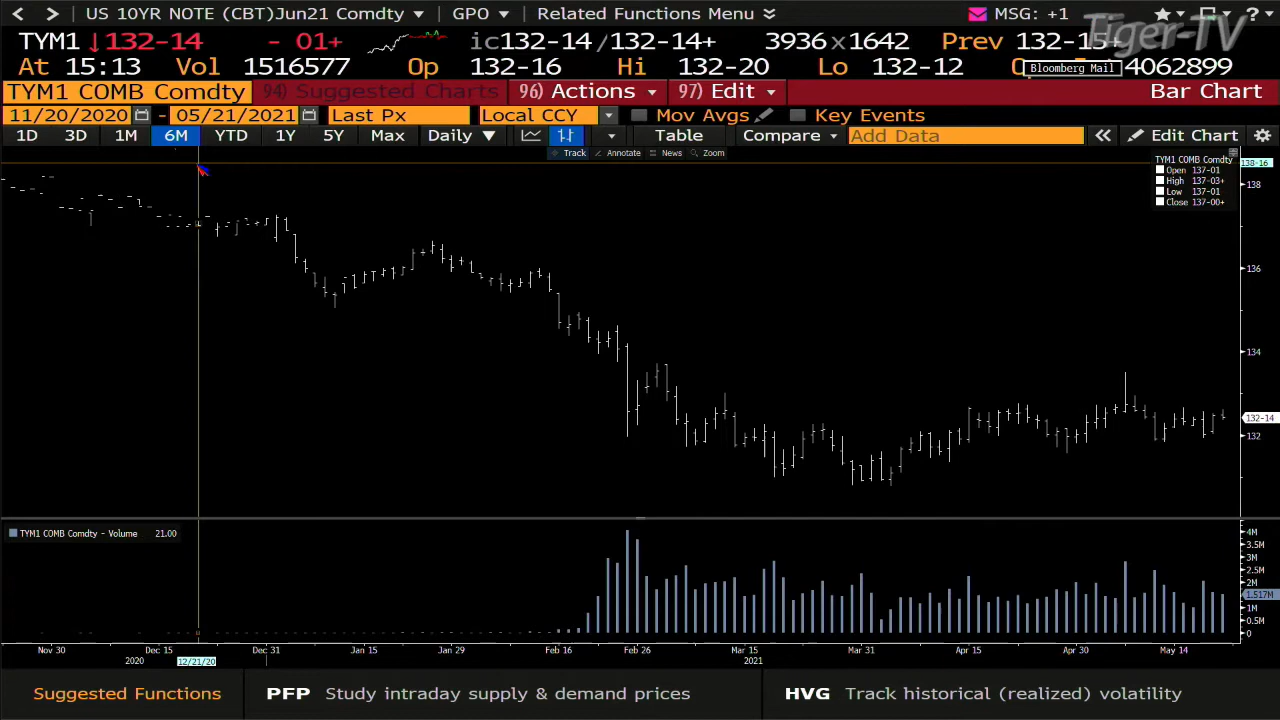 US 10YR NOTE (CBT)Jun21 Comdty GPO Related Functions Menu MSG: +1 ?
TYM1 ↓132-14 - 01+ ic132-14 /132-14+ 3936x1642 Prev 132-15+
Tiger-TV
At 15:13 Vol 1516577 Op 132-16 Hi 132-20 Lo 132-12 4062899
Bloomberg Mail
TYM1 COMB Comdty 94) Suggested Charts 96) Actions 97) Edit Bar Chart
11/20/2020 - 05/21/2021 Last Px Local CCY Mov Avgs Key Events
1D 3D 1M 6M YTD 1Y 5Y Max Daily ▼ Table Compare Add Data « Edit Chart
Track Annotate News Zoom
TYM1 COMB Comdty
Open 137-01
High 137-03+
Low 137-01
Close 137-00+
138-16
138
136
134
132-14
132
TYM1 COMB Comdty - Volume 21.00
4M
3.5M
3M
2.5M
2M
1.517M
1M
0.5M
0
Nov 30 Dec 15 Dec 31 Jan 15 Jan 29 Feb 16 Feb 26 Mar 15 Mar 31 Apr 15 Apr 30 May 14
2020 12/21/20 2021
Suggested Functions PFP Study intraday supply & demand prices HVG Track historical (realized) volatility